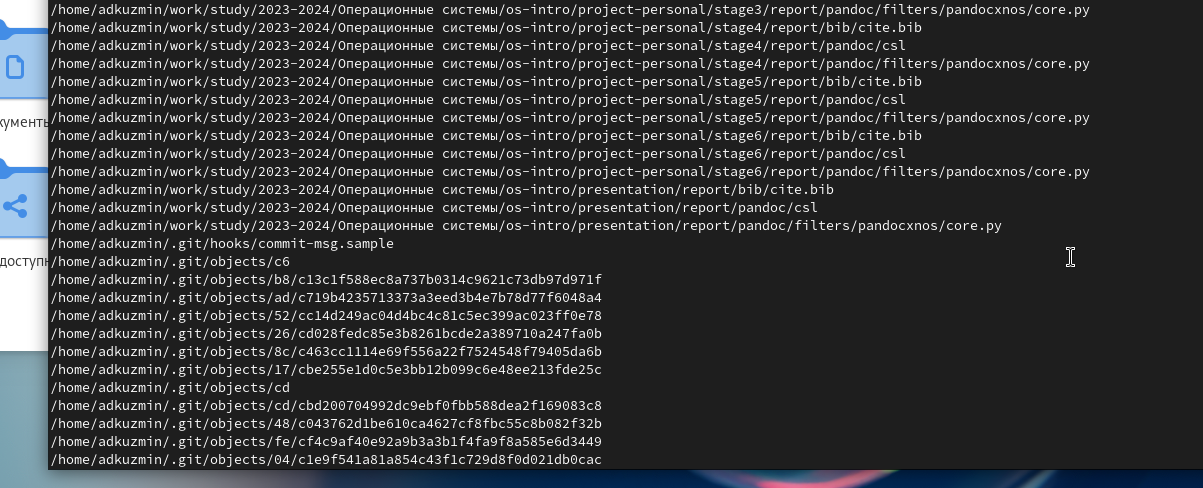 /home/adkuzmin/work/study/2023-2024/Операционные системы/os-intro/project-personal/stage3/report/pandoc/filters/pandocxnos/core.py
/home/adkuzmin/work/study/2023-2024/Операционные системы/os-intro/project-personal/stage4/report/bib/cite.bib
/home/adkuzmin/work/study/2023-2024/Операционные системы/os-intro/project-personal/stage4/report/pandoc/csl
/home/adkuzmin/work/study/2023-2024/Операционные системы/os-intro/project-personal/stage4/report/pandoc/filters/pandocxnos/core.py
/home/adkuzmin/work/study/2023-2024/Операционные системы/os-intro/project-personal/stage5/report/bib/cite.bib
/home/adkuzmin/work/study/2023-2024/Операционные системы/os-intro/project-personal/stage5/report/pandoc/csl
/home/adkuzmin/work/study/2023-2024/Операционные системы/os-intro/project-personal/stage5/report/pandoc/filters/pandocxnos/core.py
/home/adkuzmin/work/study/2023-2024/Операционные системы/os-intro/project-personal/stage6/report/bib/cite.bib
/home/adkuzmin/work/study/2023-2024/Операционные системы/os-intro/project-personal/stage6/report/pandoc/csl
/home/adkuzmin/work/study/2023-2024/Операционные системы/os-intro/project-personal/stage6/report/pandoc/filters/pandocxnos/core.py
/home/adkuzmin/work/study/2023-2024/Операционные системы/os-intro/presentation/report/bib/cite.bib
/home/adkuzmin/work/study/2023-2024/Операционные системы/os-intro/presentation/report/pandoc/csl
/home/adkuzmin/work/study/2023-2024/Операционные системы/os-intro/presentation/report/pandoc/filters/pandocxnos/core.py
/home/adkuzmin/.git/hooks/commit-msg.sample
/home/adkuzmin/.git/objects/c6
/home/adkuzmin/.git/objects/b8/c13c1f588ec8a737b0314c9621c73db97d971f
/home/adkuzmin/.git/objects/ad/c719b4235713373a3eed3b4e7b78d77f6048a4
/home/adkuzmin/.git/objects/52/cc14d249ac04d4bc4c81c5ec399ac023ff0e78
/home/adkuzmin/.git/objects/26/cd028fedc85e3b8261bcde2a389710a247fa0b
/home/adkuzmin/.git/objects/8c/c463cc1114e69f556a22f7524548f79405da6b
/home/adkuzmin/.git/objects/17/cbe255e1d0c5e3bb12b099c6e48ee213fde25c
/home/adkuzmin/.git/objects/cd
/home/adkuzmin/.git/objects/cd/cbd200704992dc9ebf0fbb588dea2f169083c8
/home/adkuzmin/.git/objects/48/c043762d1be610ca4627cf8fbc55c8b082f32b
/home/adkuzmin/.git/objects/fe/cf4c9af40e92a9b3a3b1f4fa9f8a585e6d3449
/home/adkuzmin/.git/objects/04/c1e9f541a81a854c43f1c729d8f0d021db0cac
кументы
доступн